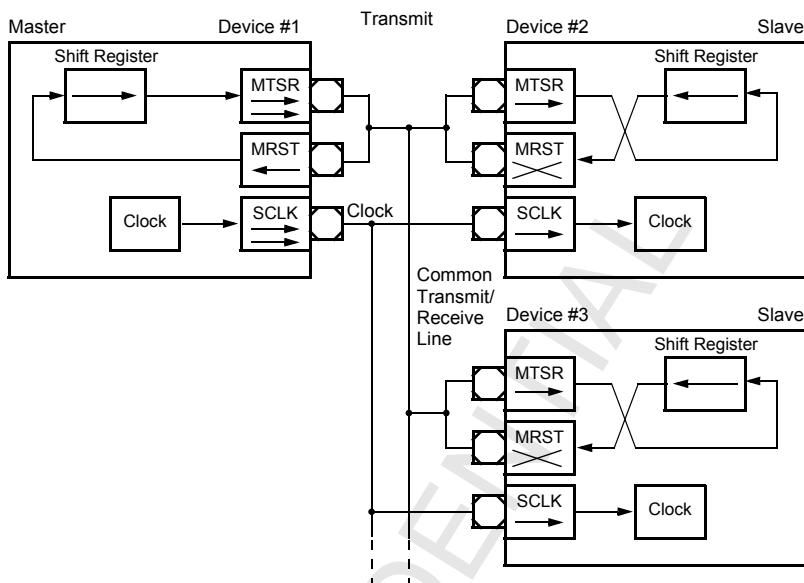 Transmit
Master Device #1
Shift Register
MTSR
MRST
Clock
SCLK
Clock
Device #2 Slave
MTSR
Shift Register
MRST
SCLK
Clock
Common
Transmit/
Receive
Line
Device #3 Slave
MTSR
Shift Register
MRST
SCLK
Clock
DENTIAL